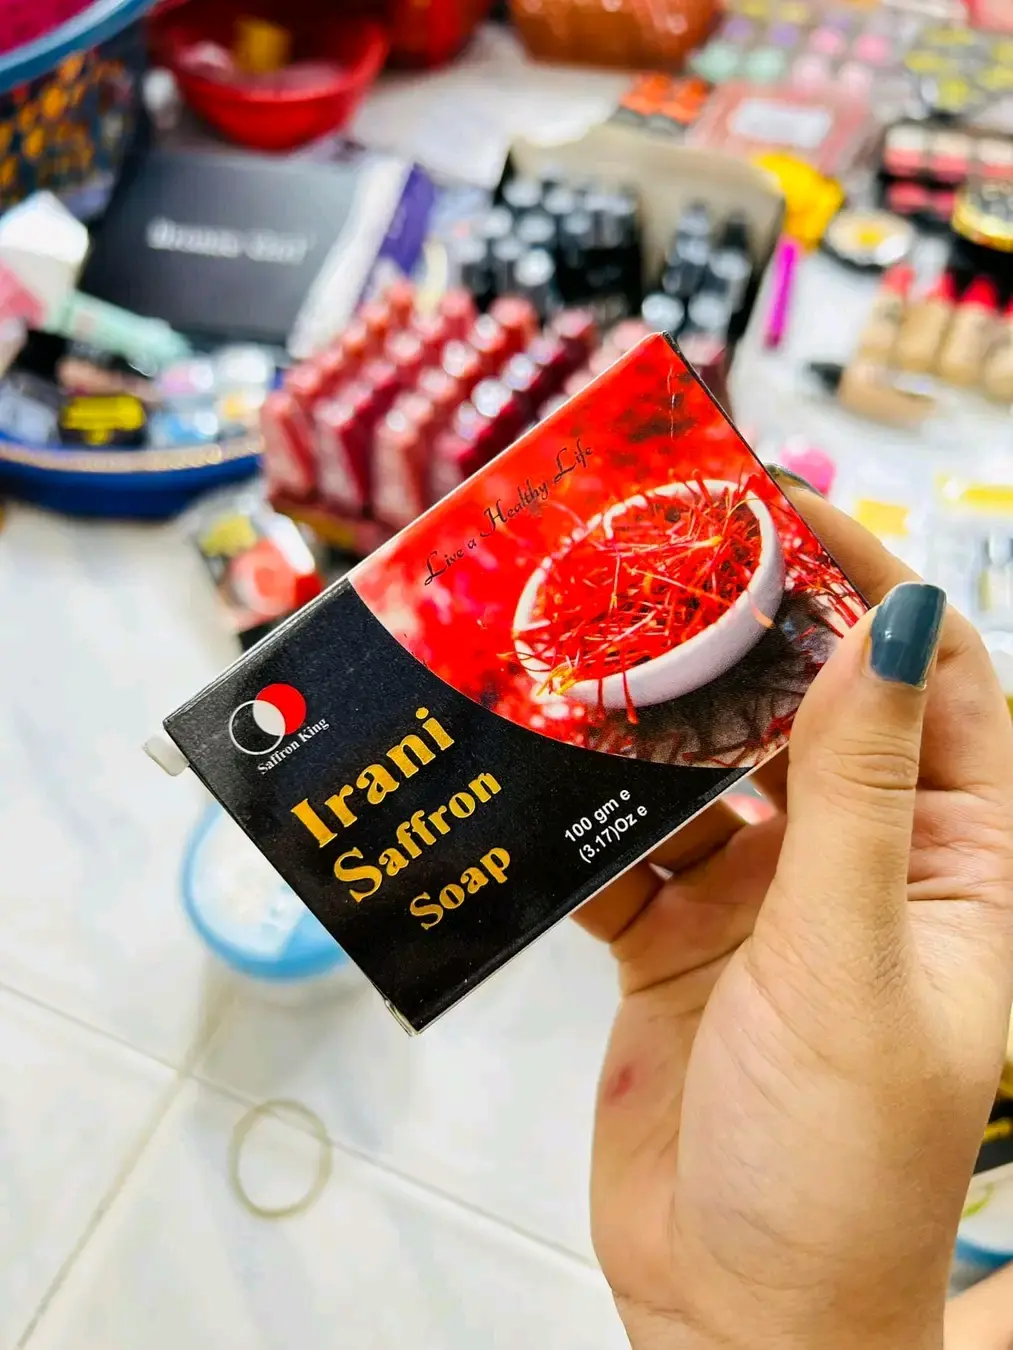 Live a Healthy Life
Saffron King
Irani
Saffron
Soap
100 gm e
(3.17)Oz e